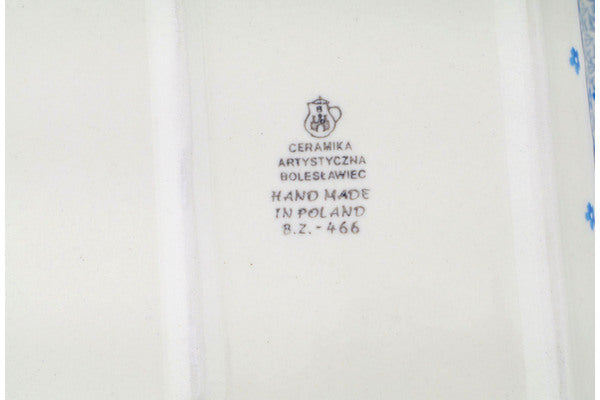 CERAMIKA
ARTYSTYCZNA
BOLESŁAWIEC
HAND MADE
IN POLAND
B.Z.-466